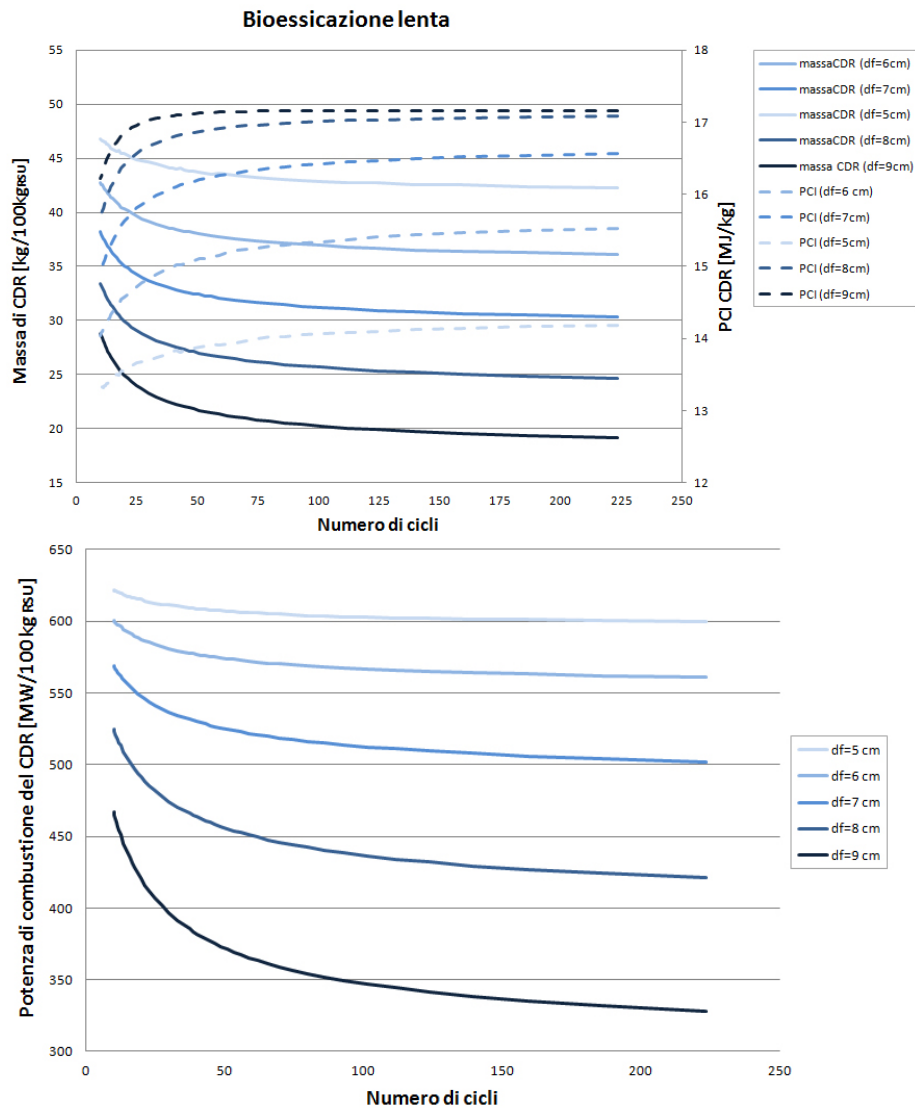 Bioessicazione lenta
Massa di CDR [kg/100kgRSU]
55
50
45
40
35
30
25
20
15
0
25
50
75
100
125
150
175
200
225
250
Numero di cicli
18
17
16
15
14
13
12
PCI CDR [MJ/kg]
massaCDR (df=6cm)
massaCDR (df=7cm)
massaCDR (df=5cm)
massaCDR (df=8cm)
massa CDR (df=9cm)
PCI (df=6 cm)
PCI (df=7cm)
PCI (df=5cm)
PCI (df=8cm)
PCI (df=9cm)
Potenza di combustione del CDR [MW/100 kg RSU]
650
600
550
500
450
400
350
300
0
50
100
150
200
250
Numero di cicli
df=5 cm
df=6 cm
df=7 cm
df=8 cm
df=9 cm